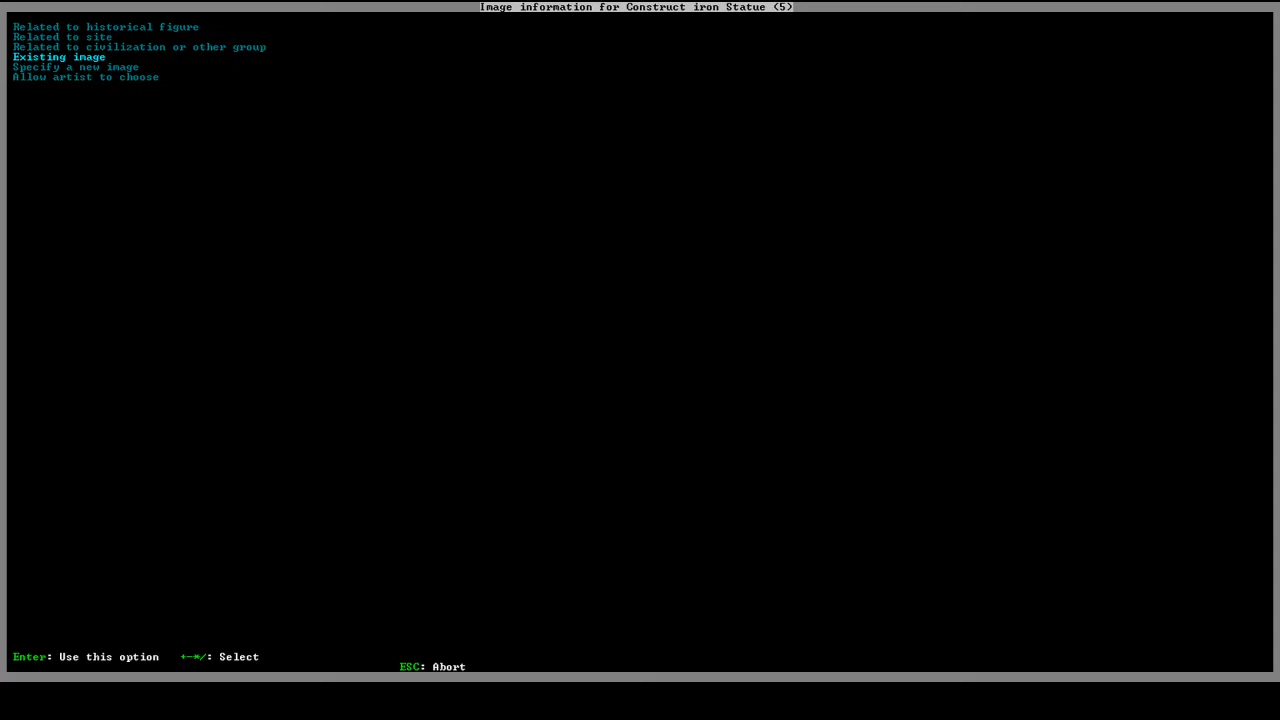 Image information for Construct iron Statue (5)
Related to historical figure
Related to site
Related to civilization or other group
Existing image
Specify a new image
Allow artist to choose
Enter: Use this option +-*/: Select
ESC: Abort